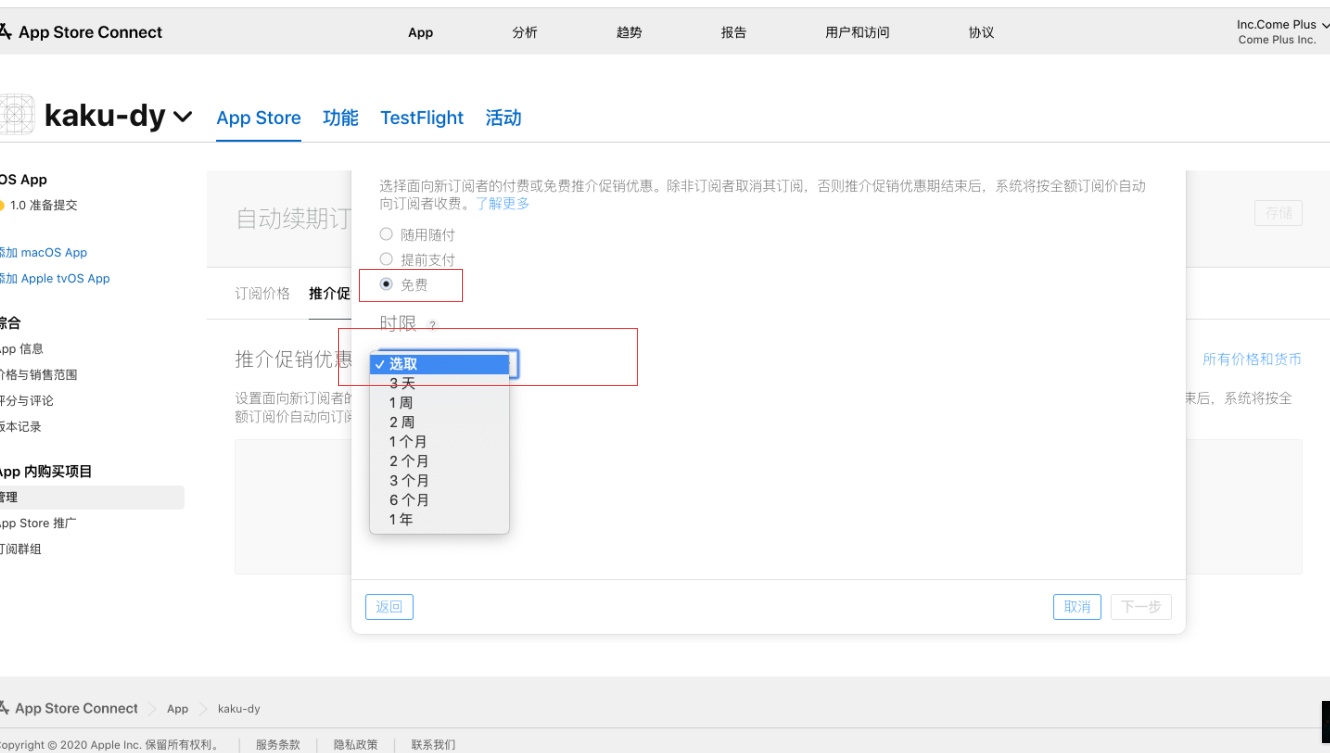 App Store Connect
App
分析
趋势
报告
用户和访问
协议
Inc.Come Plus
Come Plus Inc.
kaku-dy
App Store
功能
TestFlight
活动
OS App
1.0 准备提交
添加 macOS App
添加 Apple tvOS App
综合
App 信息
价格与销售范围
评分与评论
版本记录
App 内购买项目
管理
App Store 推广
订阅群组
自动续期订
存储
订阅价格
推介促
推介促销优惠
所有价格和货币
设置面向新订阅者的
束后，系统将按全
额订阅价自动向订阅
选择面向新订阅者的付费或免费推介促销优惠。除非订阅者取消其订阅，否则推介促销优惠期结束后，系统将按全额订阅价自动
向订阅者收费。了解更多
随用随付
提前支付
免费
时限 ?
选取
3 天
1 周
2 周
1 个月
2 个月
3 个月
6 个月
1 年
返回
取消
下一步
App Store Connect
App
kaku-dy
Copyright © 2020 Apple Inc. 保留所有权利。
服务条款
隐私政策
联系我们